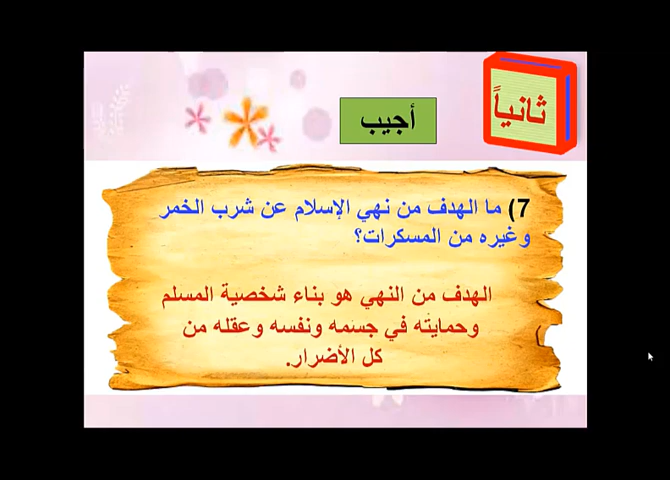 ثانياً
أجيب
7) ما الهدف من نهي الإسلام عن شرب الخمر
وغيره من المسكرات؟
الهدف من النهي هو بناء شخصية المسلم
وحمايته في جسمه ونفسه وعقله من
كل الأضرار.